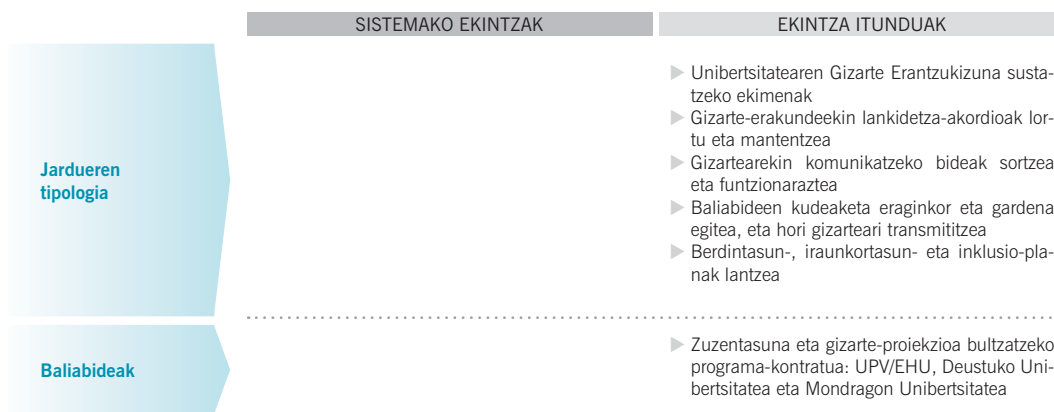 SISTEMAKO EKINTZAK
EKINTZA ITUNDUAK
Jardueren
tipologia
▶ Unibertsitatearen Gizarte Erantzukizuna susta-
tzeko ekimenak
▶ Gizarte-erakundeekin lankidetza-akordioak lor-
tu eta mantentzea
▶ Gizartearekin komunikatzeko bideak sortzea
eta funtzionaraztea
▶ Baliabideen kudeaketa eraginkor eta gardena
egitea, eta hori gizarteari transmititzea
▶ Berdintasun-, iraunkortasun- eta inklusio-pla-
nak lantzea
Baliabideak
▶ Zuzentasuna eta gizarte-proiekzioa bultzatzeko
programa-kontratua: UPV/EHU, Deustuko Uni-
bertsitatea eta Mondragon Unibertsitatea